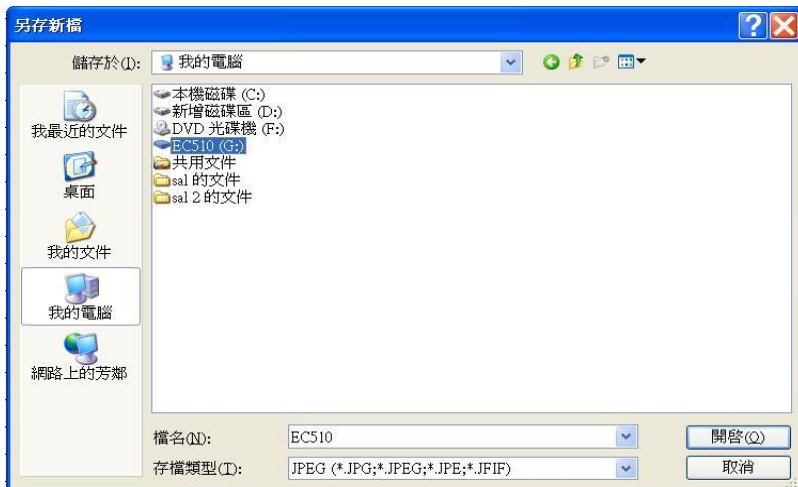 另存新檔
儲存於(I): 我的電腦
我最近的文件
桌面
我的文件
我的電腦
網路上的芳鄰
本機磁碟 (C:)
新增磁碟區 (D:)
DVD 光碟機 (F:)
EC510 (G:)
共用文件
sal 的文件
sal 2 的文件
檔名(N): EC510 開啓(O)
存檔類型(T): JPEG (*.JPG;*.JPEG;*.JPE;*.JFIF) 取消